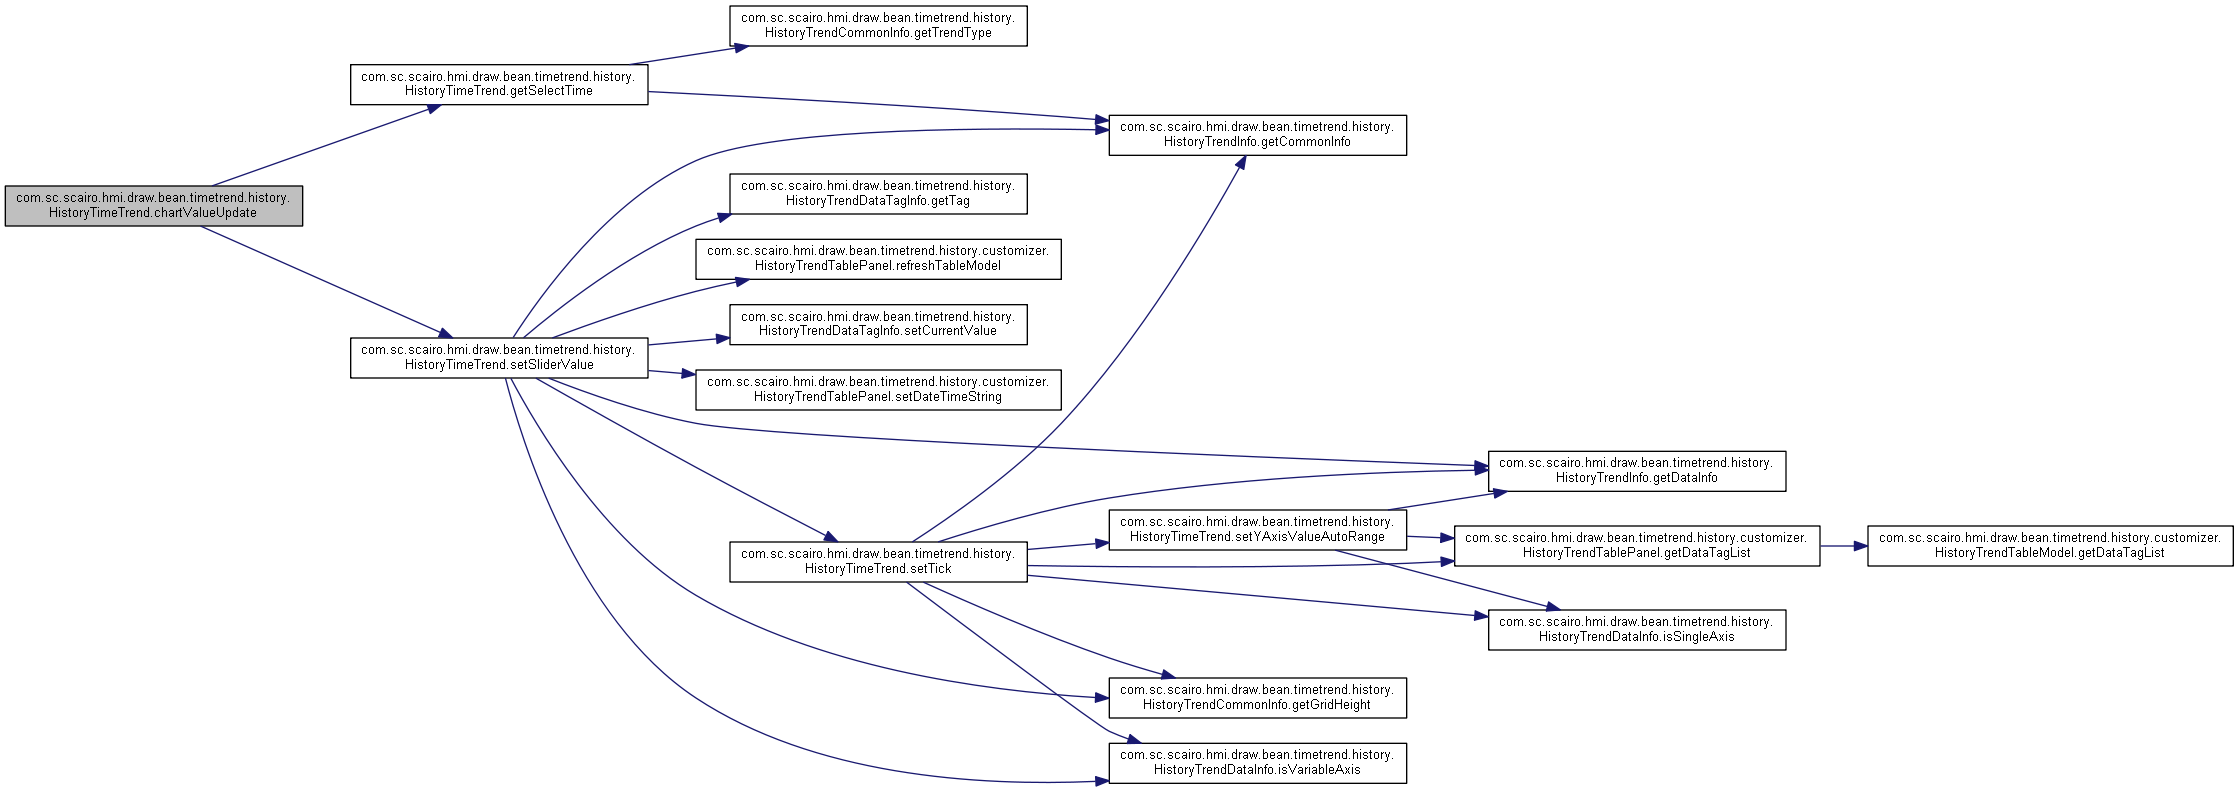 com.sc.scairo.hmi.draw.bean.timetrend.history.
HistoryTimeTrend.chartValueUpdate
com.sc.scairo.hmi.draw.bean.timetrend.history.
HistoryTimeTrend.getSelectTime
com.sc.scairo.hmi.draw.bean.timetrend.history.
HistoryTimeTrend.setSliderValue
com.sc.scairo.hmi.draw.bean.timetrend.history.
HistoryTrendCommonInfo.getTrendType
com.sc.scairo.hmi.draw.bean.timetrend.history.
HistoryTrendDataTagInfo.getTag
com.sc.scairo.hmi.draw.bean.timetrend.history.customizer.
HistoryTrendTablePanel.refreshTableModel
com.sc.scairo.hmi.draw.bean.timetrend.history.
HistoryTrendDataTagInfo.setCurrentValue
com.sc.scairo.hmi.draw.bean.timetrend.history.customizer.
HistoryTrendTablePanel.setDateTimeString
com.sc.scairo.hmi.draw.bean.timetrend.history.
HistoryTimeTrend.setTick
com.sc.scairo.hmi.draw.bean.timetrend.history.
HistoryTrendInfo.getCommonInfo
com.sc.scairo.hmi.draw.bean.timetrend.history.
HistoryTimeTrend.setYAxisValueAutoRange
com.sc.scairo.hmi.draw.bean.timetrend.history.
HistoryTrendCommonInfo.getGridHeight
com.sc.scairo.hmi.draw.bean.timetrend.history.
HistoryTrendDataInfo.isVariableAxis
com.sc.scairo.hmi.draw.bean.timetrend.history.
HistoryTrendInfo.getDataInfo
com.sc.scairo.hmi.draw.bean.timetrend.history.customizer.
HistoryTrendTablePanel.getDataTagList
com.sc.scairo.hmi.draw.bean.timetrend.history.
HistoryTrendDataInfo.isSingleAxis
com.sc.scairo.hmi.draw.bean.timetrend.history.customizer.
HistoryTrendTableModel.getDataTagList